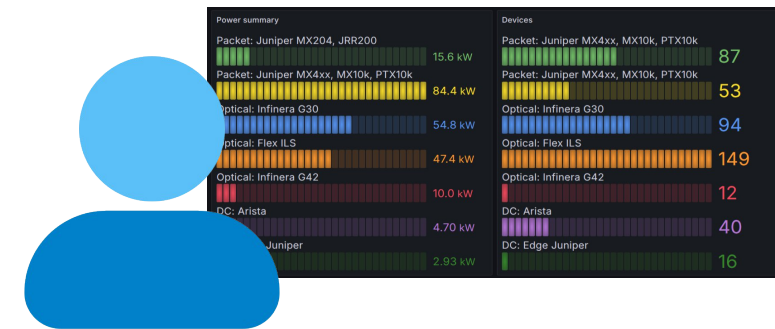 Power summary
Packet: Juniper MX204, JRR200
15.6 kW
Packet: Juniper MX4xx, MX10k, PTX10k
84.4 kW
Optical: Infinera G30
54.8 kW
Optical: Flex ILS
47.4 kW
Optical: Infinera G42
10.0 kW
DC: Arista
4.70 kW
Juniper
2.93 kW
Devices
Packet: Juniper MX4xx, MX10k, PTX10k
87
Packet: Juniper MX4xx, MX10k, PTX10k
53
Optical: Infinera G30
94
Optical: Flex ILS
149
Optical: Infinera G42
12
DC: Arista
40
DC: Edge Juniper
16